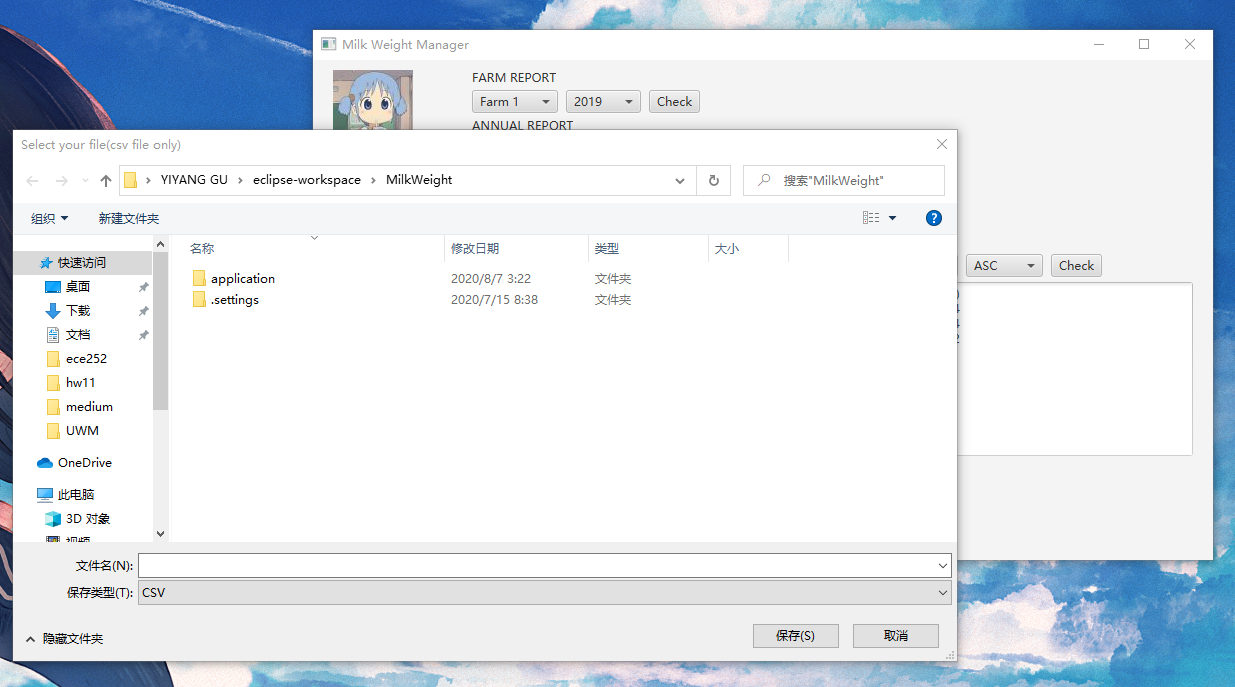 Milk Weight Manager
FARM REPORT
Farm 1 2019 Check
ANNUAL REPORT
Select your file(csv file only)
YIYANG GU › eclipse-workspace › MilkWeight
搜索"MilkWeight"
组织 新建文件夹
名称 修改日期 类型 大小
application 2020/8/7 3:22 文件夹
.settings 2020/7/15 8:38 文件夹
快速访问
桌面
下载
文档
ece252
hw11
medium
UWM
OneDrive
此电脑
3D 对象
视频
ASC Check
文件名(N):
保存类型(T): CSV
隐藏文件夹
保存(S) 取消